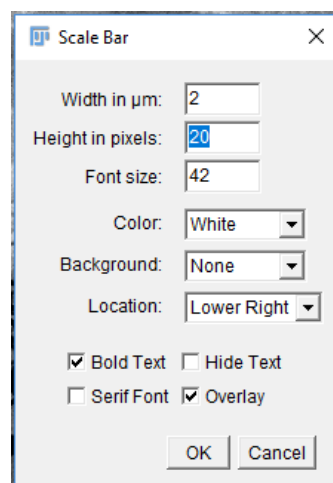 Scale Bar
Width in µm: 2
Height in pixels: 20
Font size: 42
Color: White
Background: None
Location: Lower Right
Bold Text Hide Text
Serif Font Overlay
OK Cancel